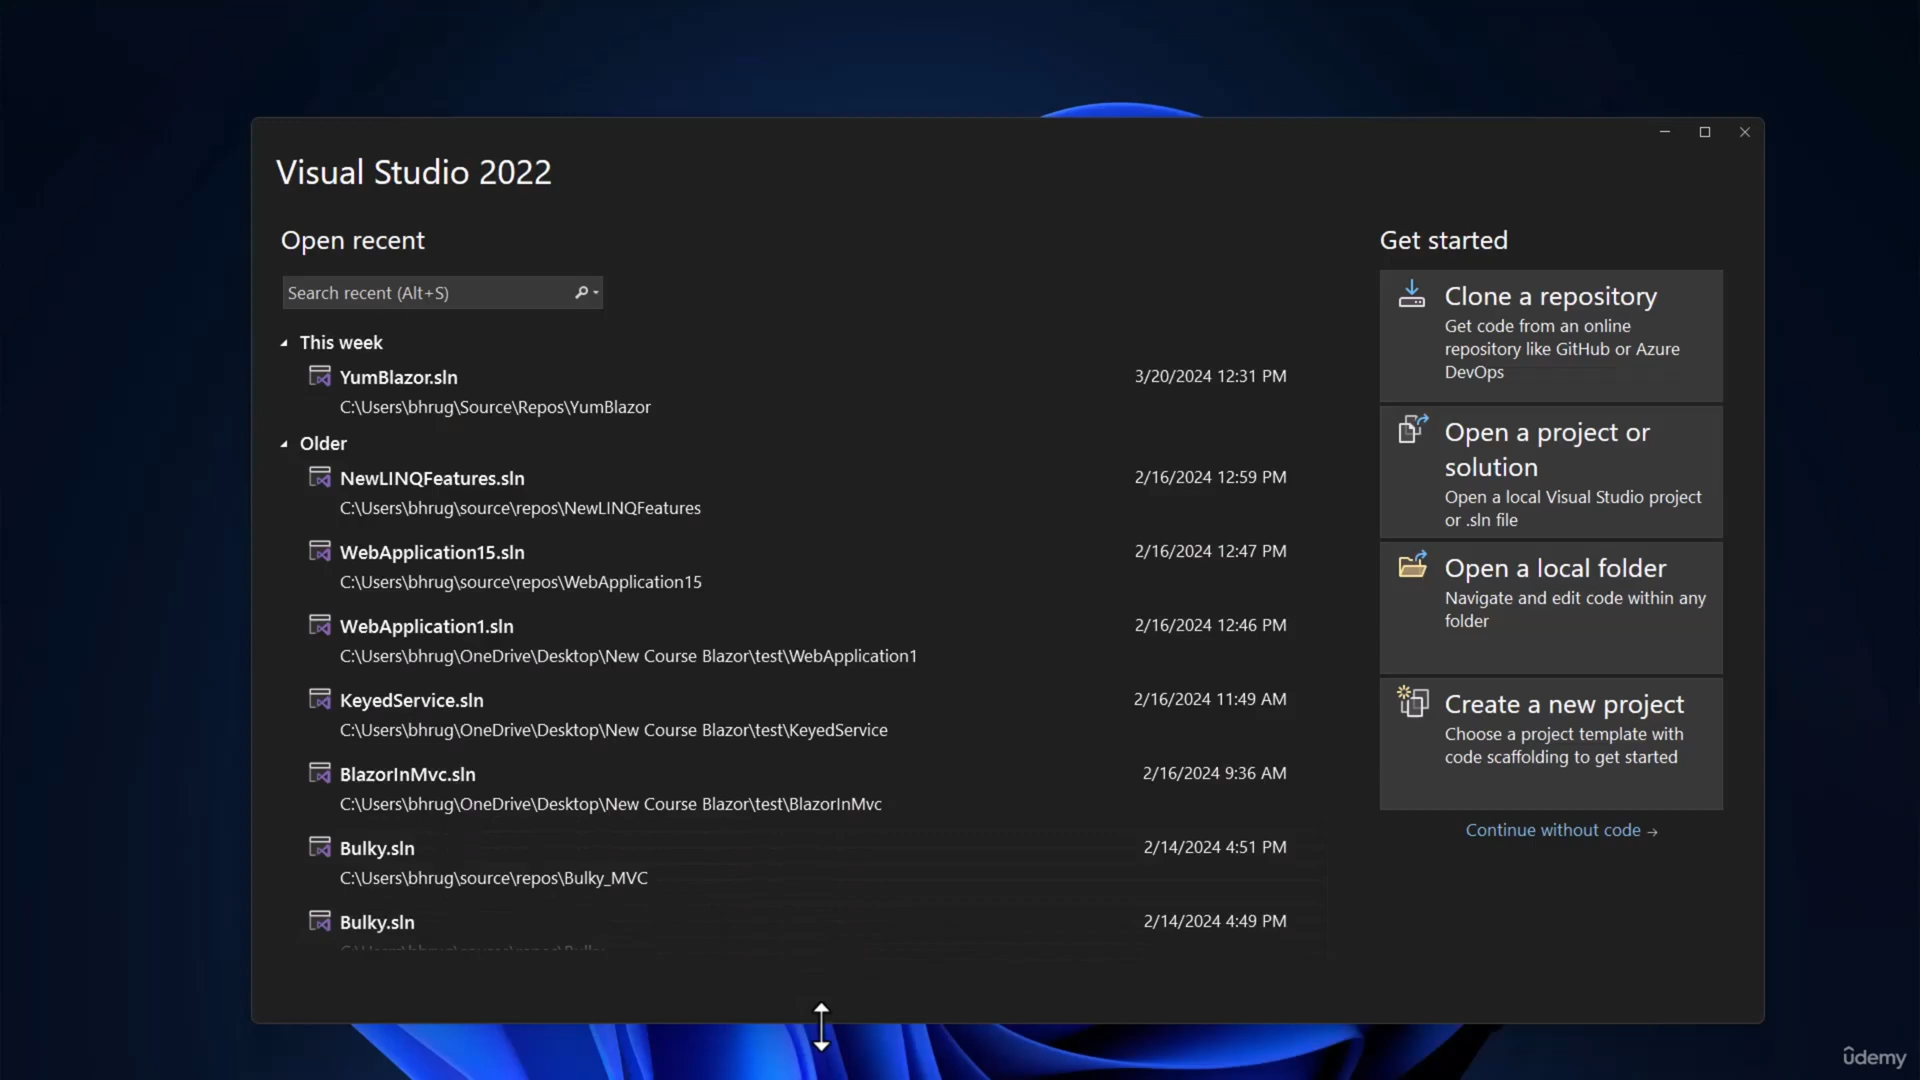 Visual Studio 2022
Open recent
Search recent (Alt+S)
This week
YumBlazor.sln
3/20/2024 12:31 PM
C:\Users\bhrug\Source\Repos\YumBlazor
Older
NewLINQFeatures.sln
2/16/2024 12:59 PM
C:\Users\bhrug\source\repos\NewLINQFeatures
WebApplication15.sln
2/16/2024 12:47 PM
C:\Users\bhrug\source\repos\WebApplication15
WebApplication1.sln
2/16/2024 12:46 PM
C:\Users\bhrug\OneDrive\Desktop\New Course Blazor\test\WebApplication1
KeyedService.sln
2/16/2024 11:49 AM
C:\Users\bhrug\OneDrive\Desktop\New Course Blazor\test\KeyedService
BlazorInMvc.sln
2/16/2024 9:36 AM
C:\Users\bhrug\OneDrive\Desktop\New Course Blazor\test\BlazorInMvc
Bulky.sln
2/14/2024 4:51 PM
C:\Users\bhrug\source\repos\Bulky_MVC
Bulky.sln
2/14/2024 4:49 PM
Get started
Clone a repository
Get code from an online
repository like GitHub or Azure
DevOps
Open a project or
solution
Open a local Visual Studio project
or .sln file
Open a local folder
Navigate and edit code within any
folder
Create a new project
Choose a project template with
code scaffolding to get started
Continue without code →
ûdemy